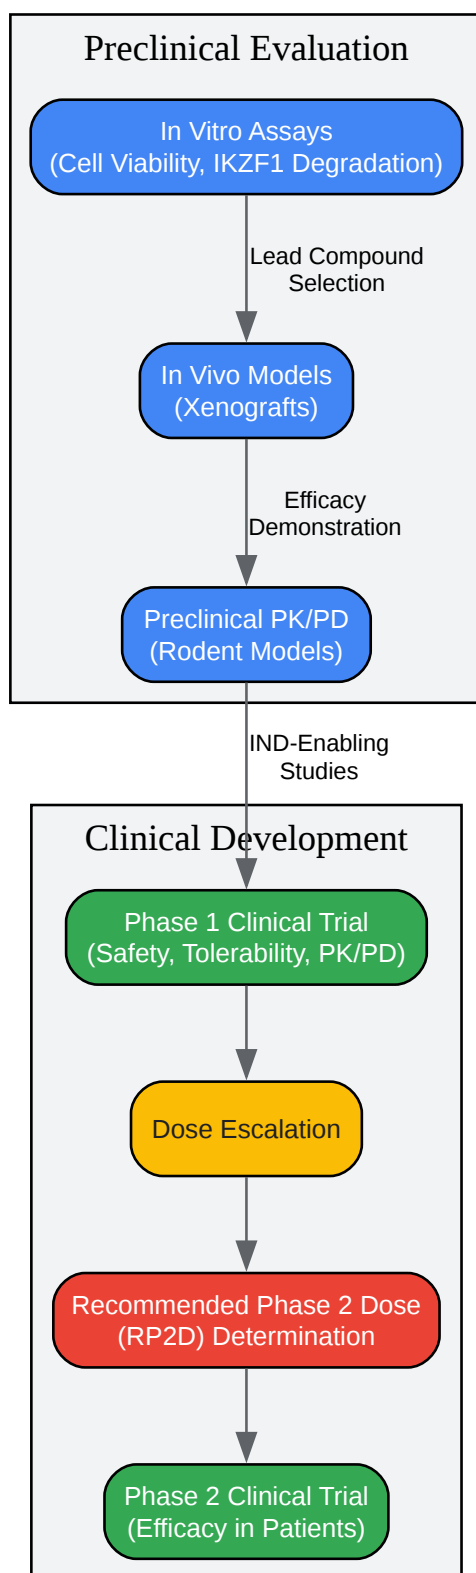 Preclinical Evaluation
In Vitro Assays
(Cell Viability, IKZF1 Degradation)
Lead Compound
Selection
In Vivo Models
(Xenografts)
Efficacy
Demonstration
Preclinical PK/PD
(Rodent Models)
IND-Enabling
Studies
Clinical Development
Phase 1 Clinical Trial
(Safety, Tolerability, PK/PD)
Dose Escalation
Recommended Phase 2 Dose
(RP2D) Determination
Phase 2 Clinical Trial
(Efficacy in Patients)